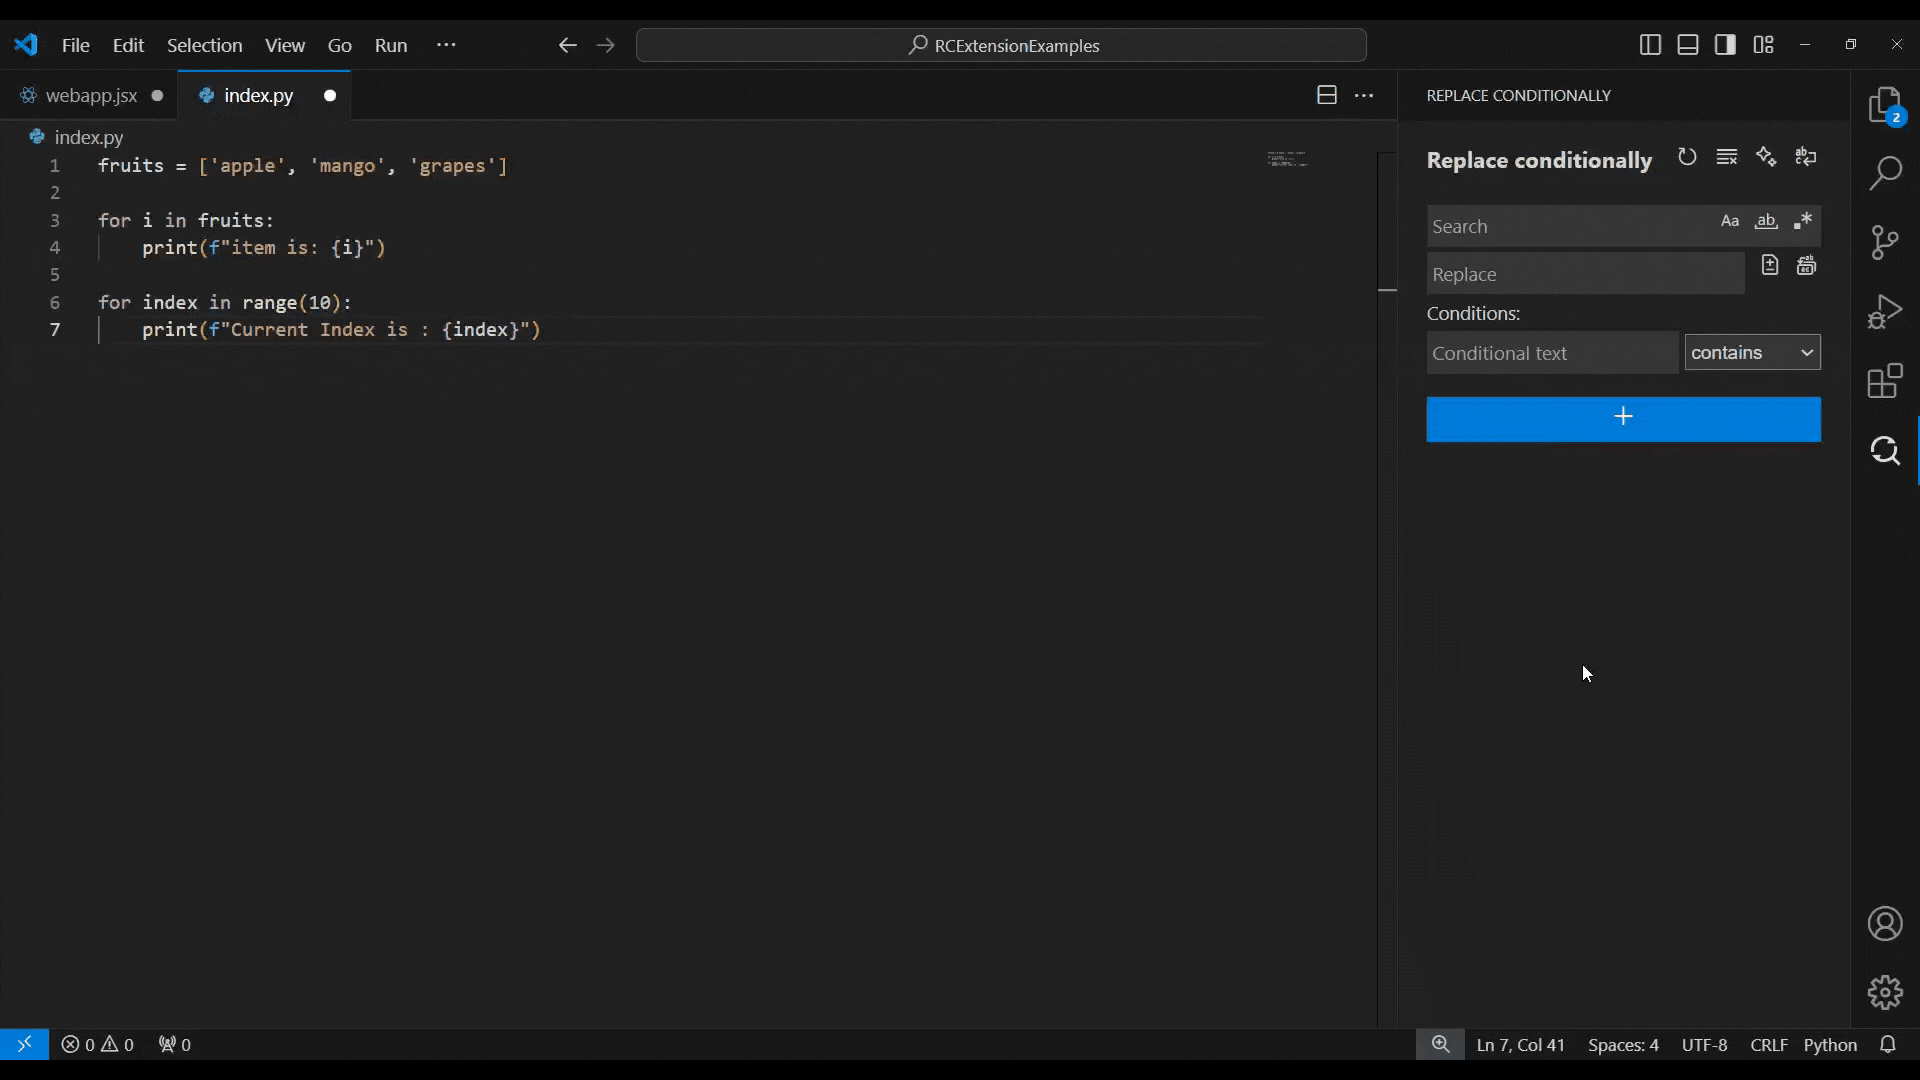 File Edit Selection View Go Run ···
RCExtensionExamples
webapp.jsx
index.py
REPLACE CONDITIONALLY
index.py
1 fruits = ['apple', 'mango', 'grapes']
2
3 for i in fruits:
4 print(f"item is: {i}")
5
6 for index in range(10):
7 print(f"Current Index is : {index}")
Replace conditionally
Search
Aa ab
Replace
Conditions:
Conditional text
contains
+
2
0 0 0
Ln 7, Col 41 Spaces: 4 UTF-8 CRLF Python